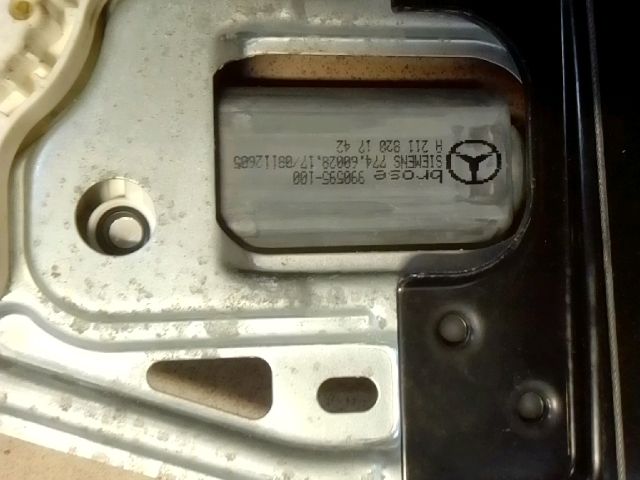 brose 990595-100
SIEMENS 774.60028.17/08112605
A 211 820 17 42